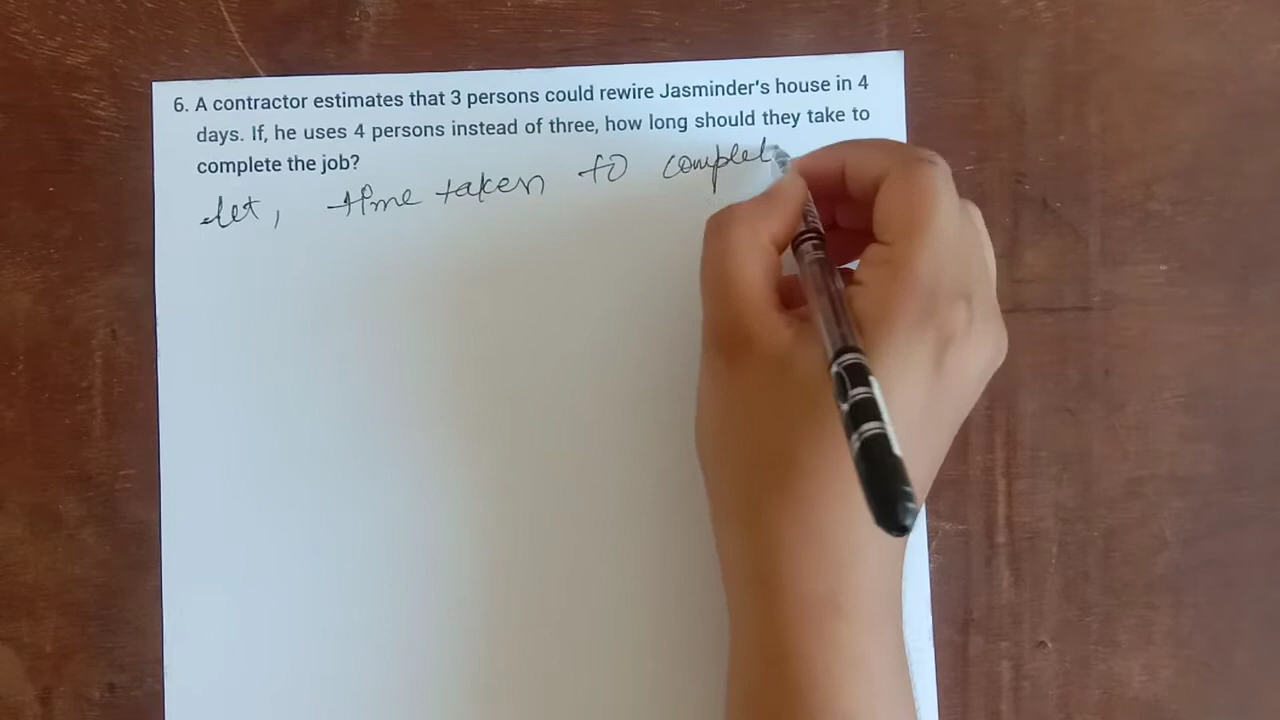 6. A contractor estimates that 3 persons could rewire Jasminder's house in 4
days. If, he uses 4 persons instead of three, how long should they take to
complete the job?
let, time taken to complet